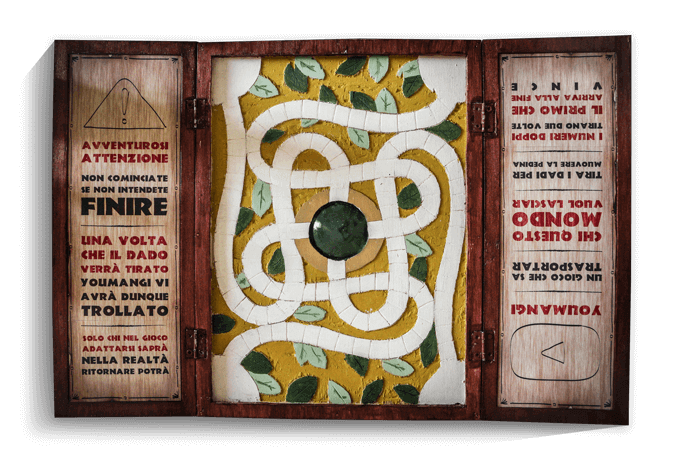 !
AVVENTUROSI
ATTENZIONE
NON COMINCIATE
SE NON INTENDETE
FINIRE
UNA VOLTA
CHE IL DADO
VERRÀ TIRATO
YOUMANGI VI
AVRÀ DUNQUE
TROLLATO
SOLO CHI NEL GIOCO
ADATTARSI SAPRÀ
NELLA REALTÀ
RITORNARE POTRÀ
YOUMANGI
UN GIOCO CHE SA
TRASPORTAR
CHI QUESTO
MONDO
VUOL LASCIAR
TIRA I DADI PER
MUOVERE LA PEDINA
I NUMERI DOPPI
TIRANO DUE VOLTE
IL PRIMO CHE
ARRIVA ALLA FINE
VINCE